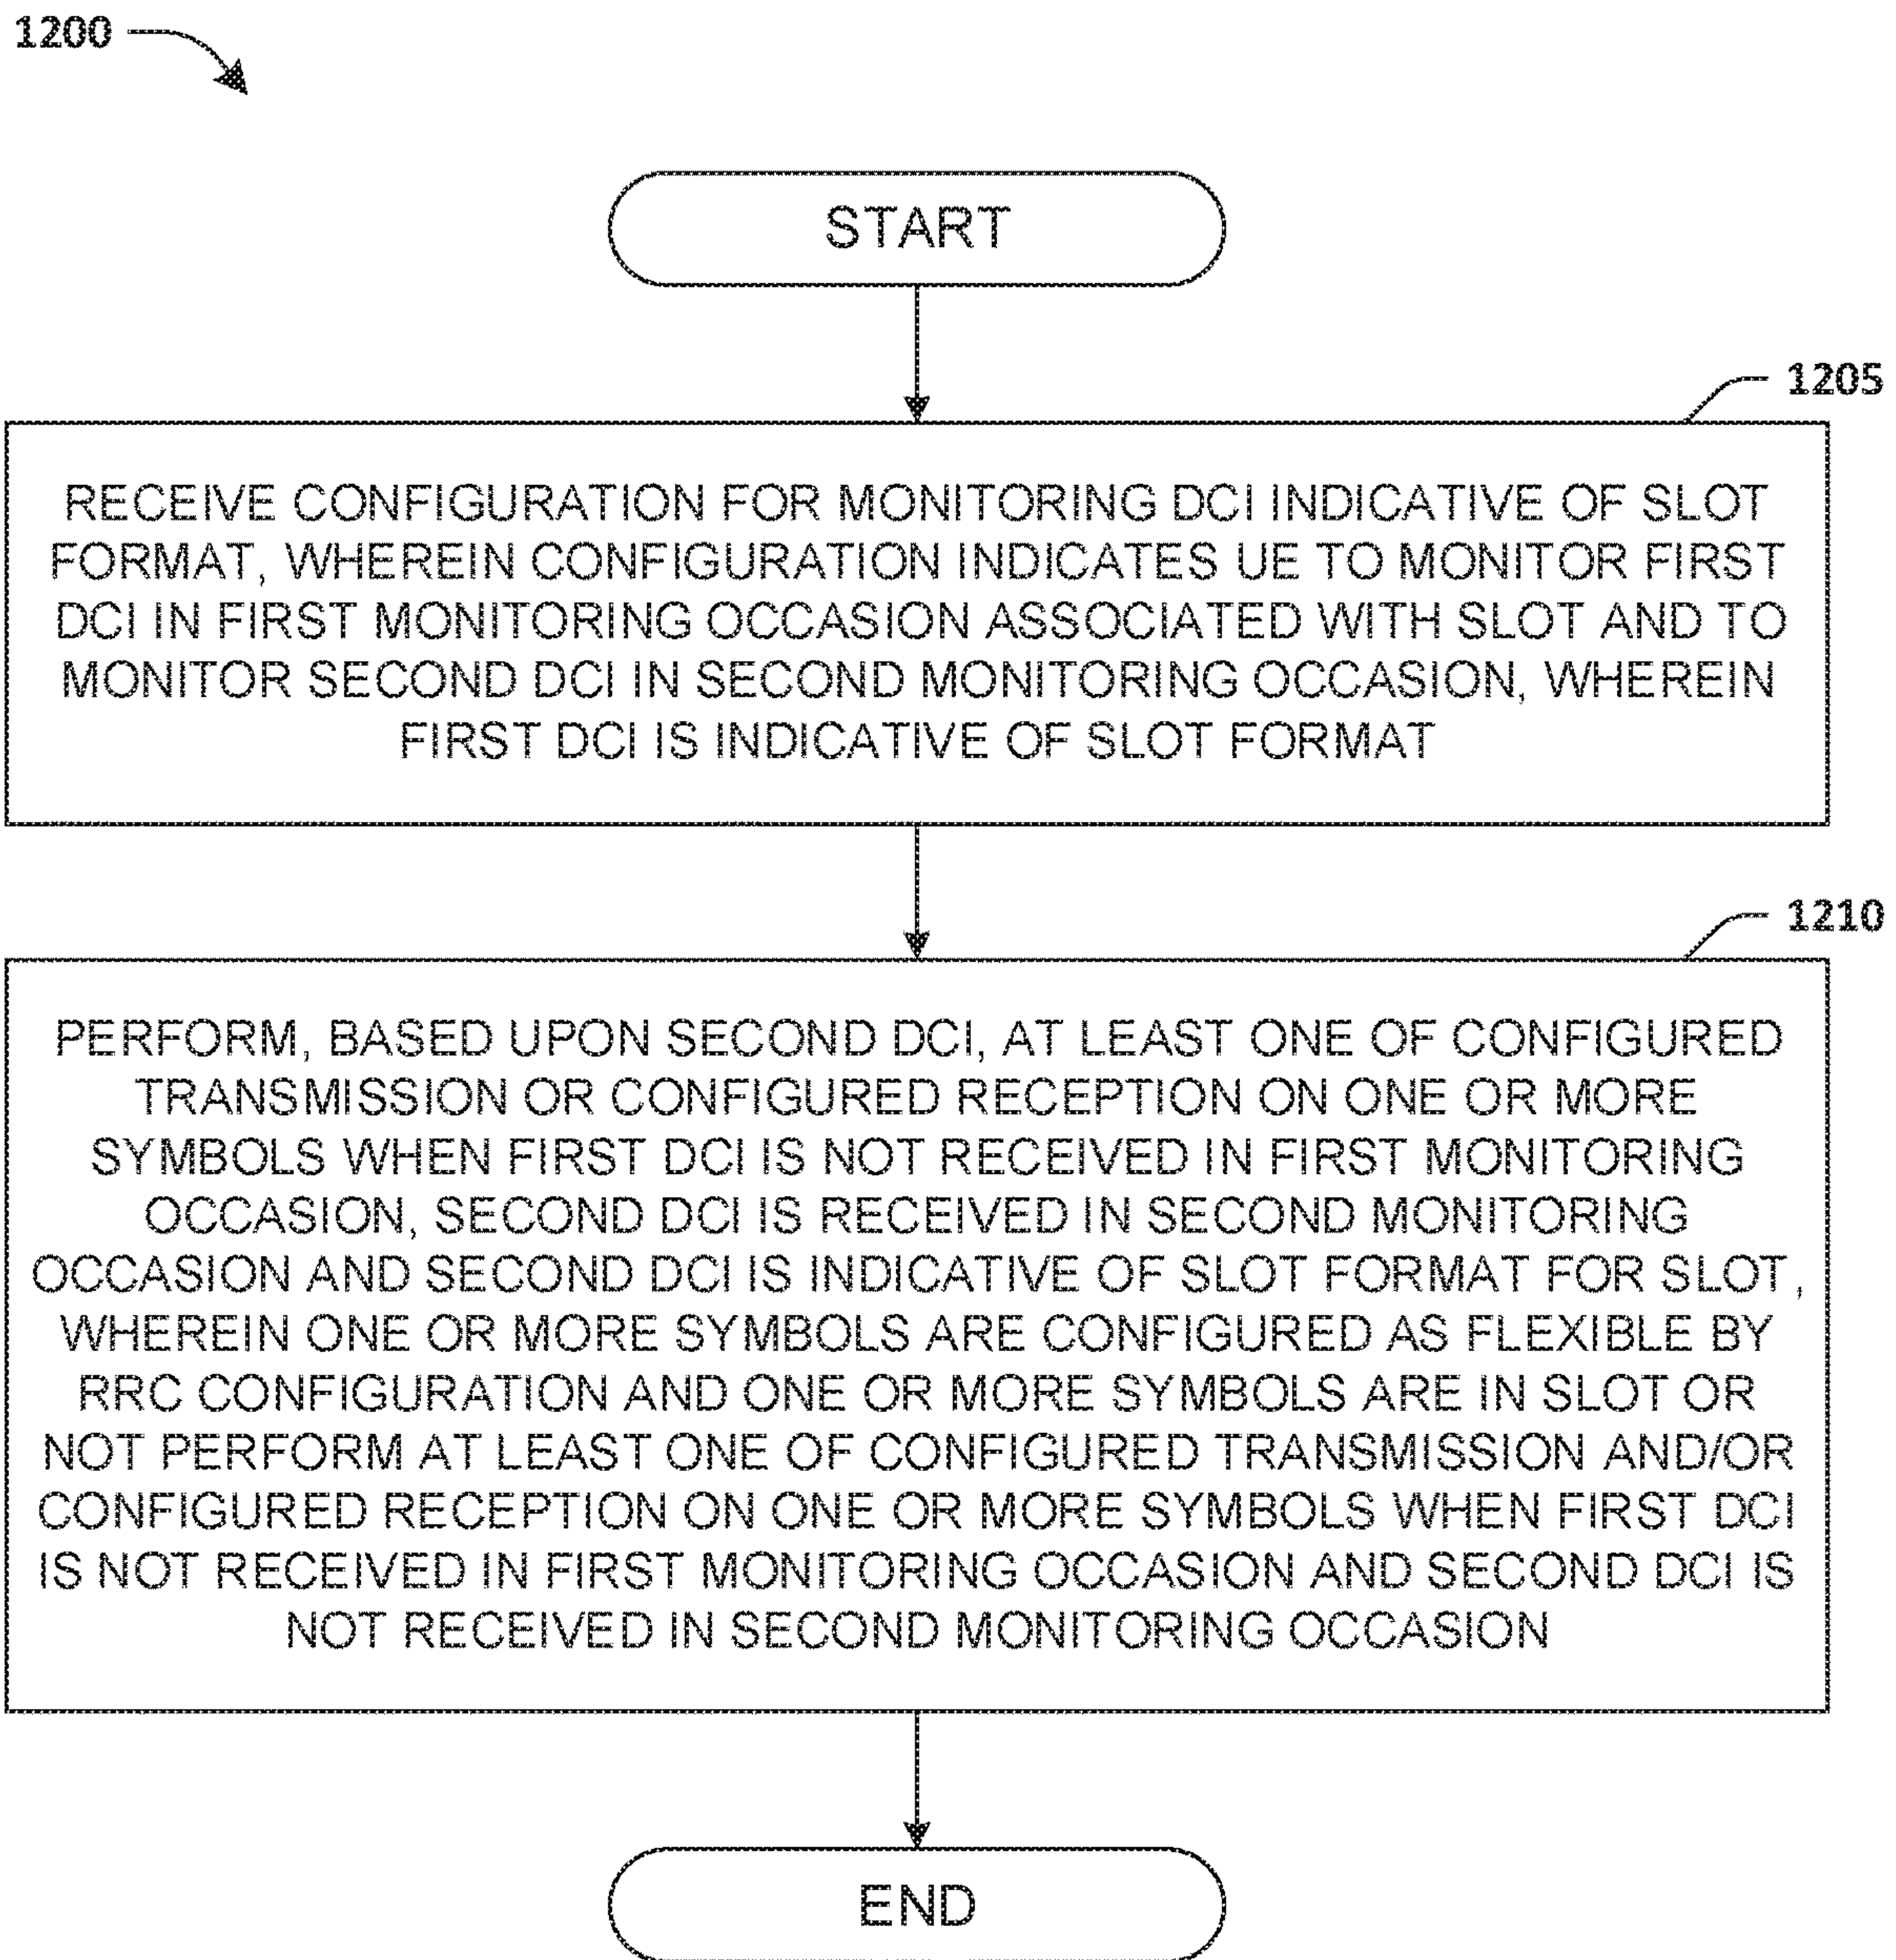 1200
START
1205
RECEIVE CONFIGURATION FOR MONITORING DCI INDICATIVE OF SLOT
FORMAT, WHEREIN CONFIGURATION INDICATES UE TO MONITOR FIRST
DCI IN FIRST MONITORING OCCASION ASSOCIATED WITH SLOT AND TO
MONITOR SECOND DCI IN SECOND MONITORING OCCASION, WHEREIN
FIRST DCI IS INDICATIVE OF SLOT FORMAT
1210
PERFORM, BASED UPON SECOND DCI, AT LEAST ONE OF CONFIGURED
TRANSMISSION OR CONFIGURED RECEPTION ON ONE OR MORE
SYMBOLS WHEN FIRST DCI IS NOT RECEIVED IN FIRST MONITORING
OCCASION, SECOND DCI IS RECEIVED IN SECOND MONITORING
OCCASION AND SECOND DCI IS INDICATIVE OF SLOT FORMAT FOR SLOT,
WHEREIN ONE OR MORE SYMBOLS ARE CONFIGURED AS FLEXIBLE BY
RRC CONFIGURATION AND ONE OR MORE SYMBOLS ARE IN SLOT OR
NOT PERFORM AT LEAST ONE OF CONFIGURED TRANSMISSION AND/OR
CONFIGURED RECEPTION ON ONE OR MORE SYMBOLS WHEN FIRST DCI
IS NOT RECEIVED IN FIRST MONITORING OCCASION AND SECOND DCI IS
NOT RECEIVED IN SECOND MONITORING OCCASION
END